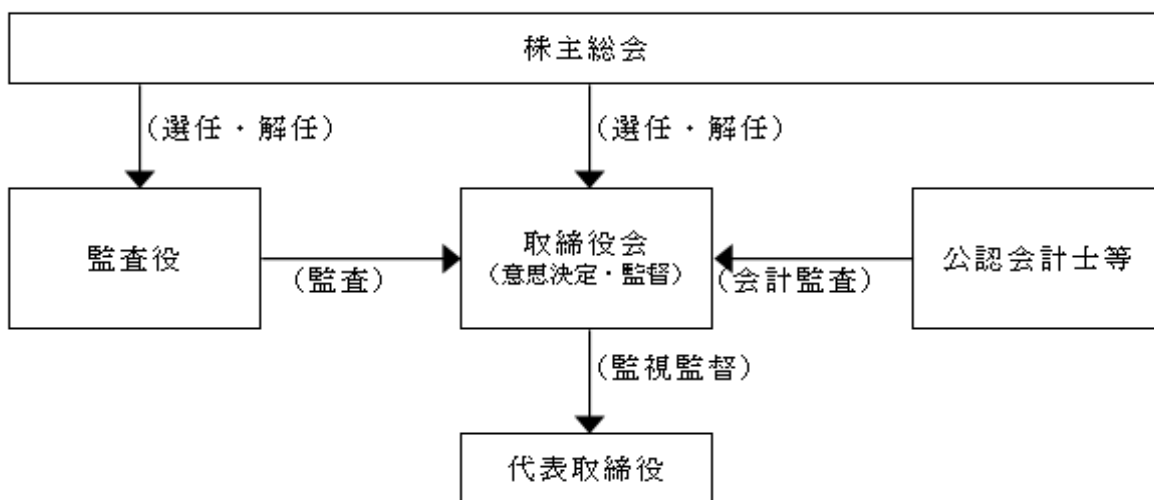 株主総会
(選任・解任)
(選任・解任)
監査役
(監査)
取締役会
(意思決定・監督)
(会計監査)
公認会計士等
(監視監督)
代表取締役